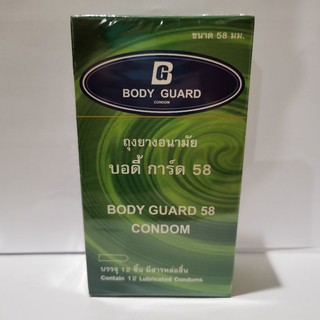 ขนาด 58 มม.
BG
BODY GUARD
CONDOM
ถุงยางอนามัย
บอดี้ การ์ด 58
BODY GUARD 58
CONDOM
บรรจุ 12 ชิ้น มีสารหล่อลื่น
Contain 12 Lubricated Condoms